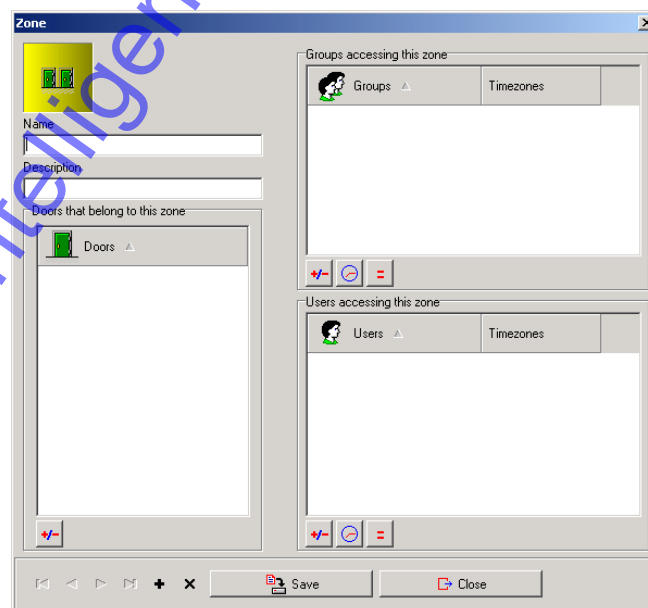 Zone
Name
Description
Doors that belong to this zone
Doors
+/-
Groups accessing this zone
Groups Timezones
+/- =
Users accessing this zone
Users Timezones
+/- =
Save Close